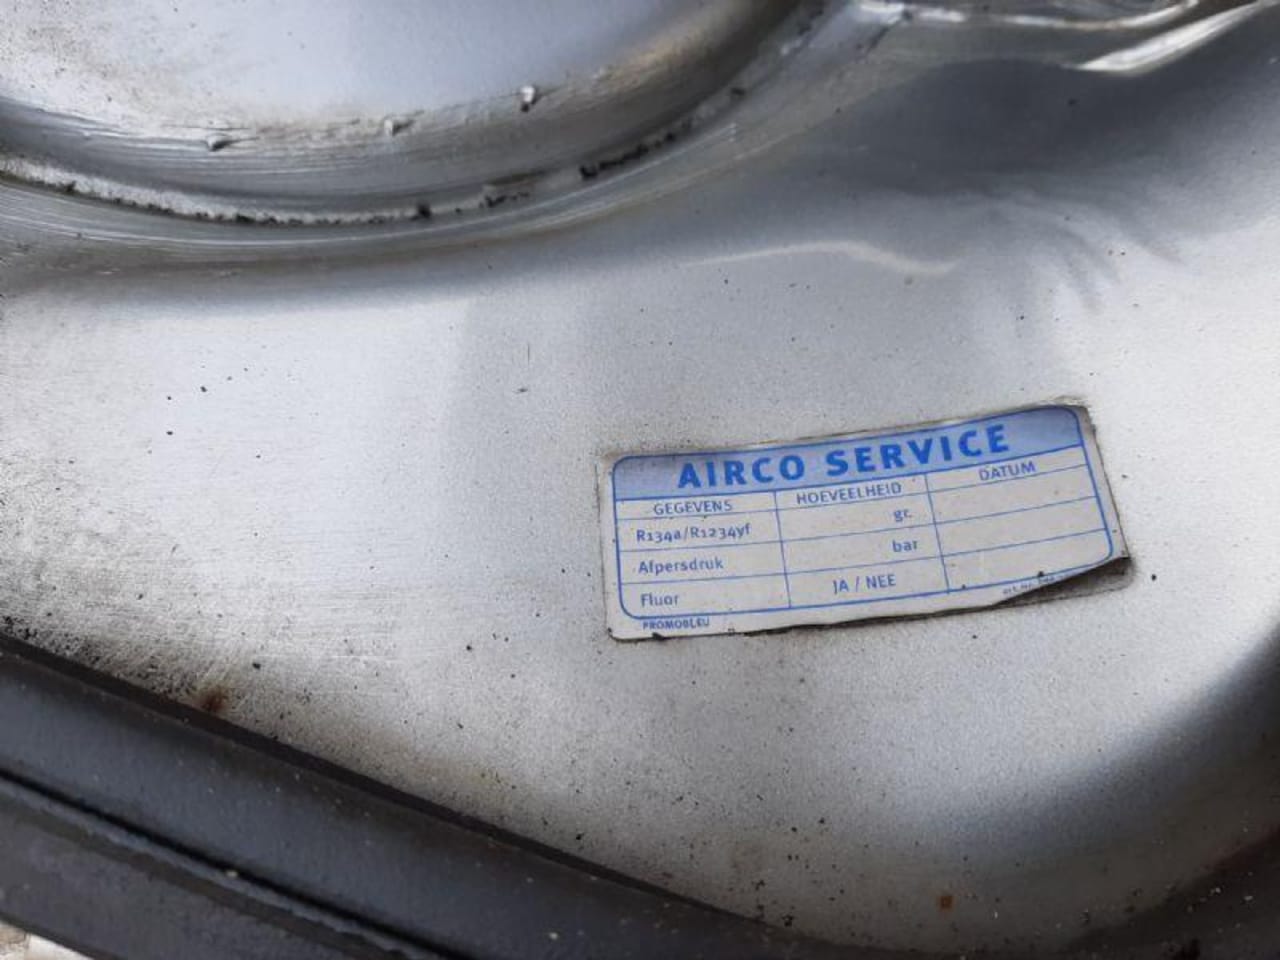 AIRCO SERVICE
GEGEVENS HOEVEELHEID DATUM
R134a/R1234yf gr.
Afpersdruk bar
Fluor JA / NEE
PROMOBLEU